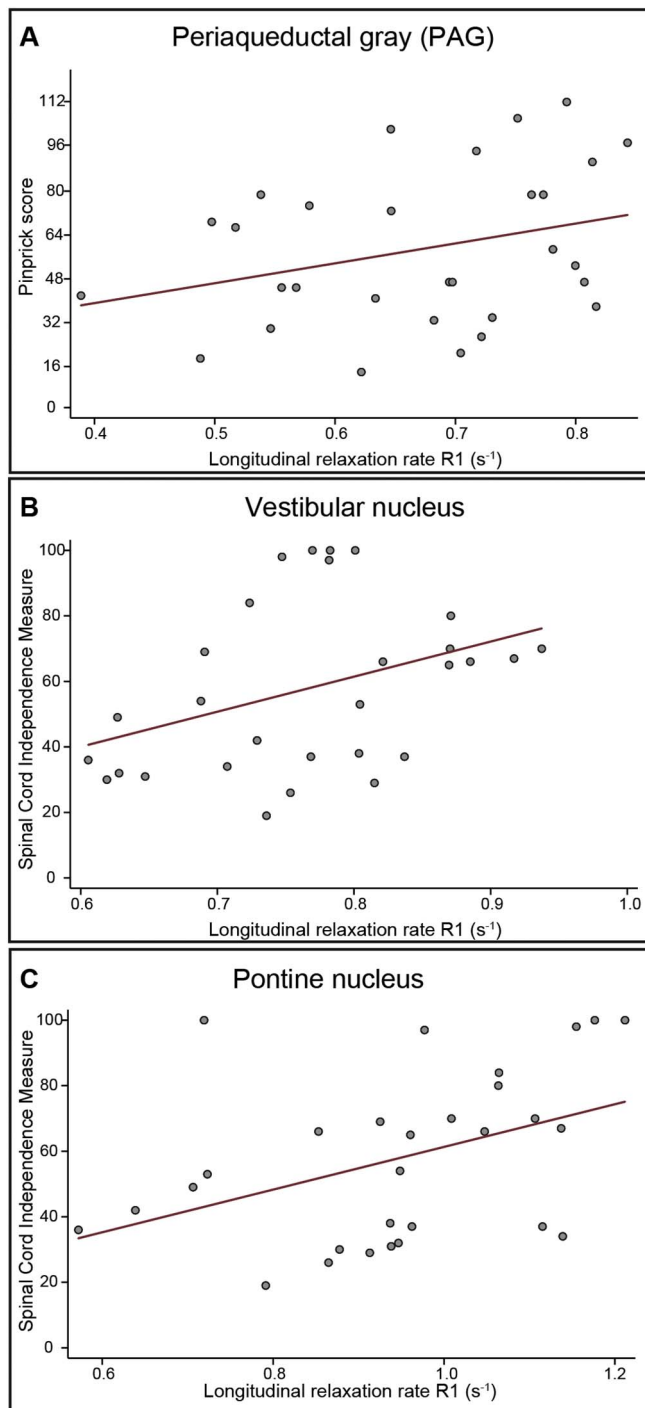 A
Periaqueductal gray (PAG)
Pinprick score
112
96
80
64
48
32
16
0
0.4 0.5 0.6 0.7 0.8
Longitudinal relaxation rate R1 (s⁻¹)
B
Vestibular nucleus
Spinal Cord Independence Measure
100
80
60
40
20
0
0.6 0.7 0.8 0.9 1.0
Longitudinal relaxation rate R1 (s⁻¹)
C
Pontine nucleus
Spinal Cord Independence Measure
100
80
60
40
20
0
0.6 0.8 1.0 1.2
Longitudinal relaxation rate R1 (s⁻¹)